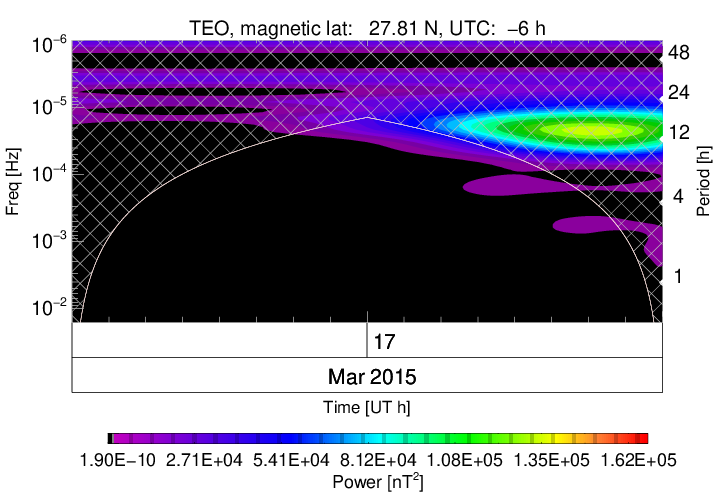 TEO, magnetic lat: 27.81 N, UTC: −6 h
10−6
10−5
10−4
10−3
10−2
Freq [Hz]
48
24
12
4
1
Period [h]
17
Mar 2015
Time [UT h]
1.90E−10 2.71E+04 5.41E+04 8.12E+04 1.08E+05 1.35E+05 1.62E+05
Power [nT2]